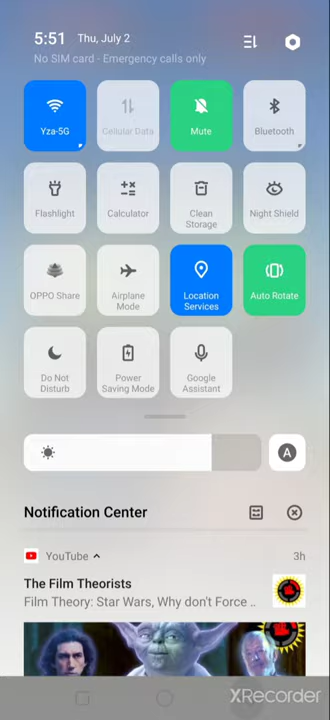 5:51 Thu, July 2
No SIM card - Emergency calls only
Yza-5G
Cellular Data
Mute
Bluetooth
Flashlight
Calculator
Clean
Storage
Night Shield
OPPO Share
Airplane
Mode
Location
Services
Auto Rotate
Do Not
Disturb
Power
Saving Mode
Google
Assistant
A
Notification Center
YouTube 3h
The Film Theorists
Film Theory: Star Wars, Why don't Force ..
XRecorder